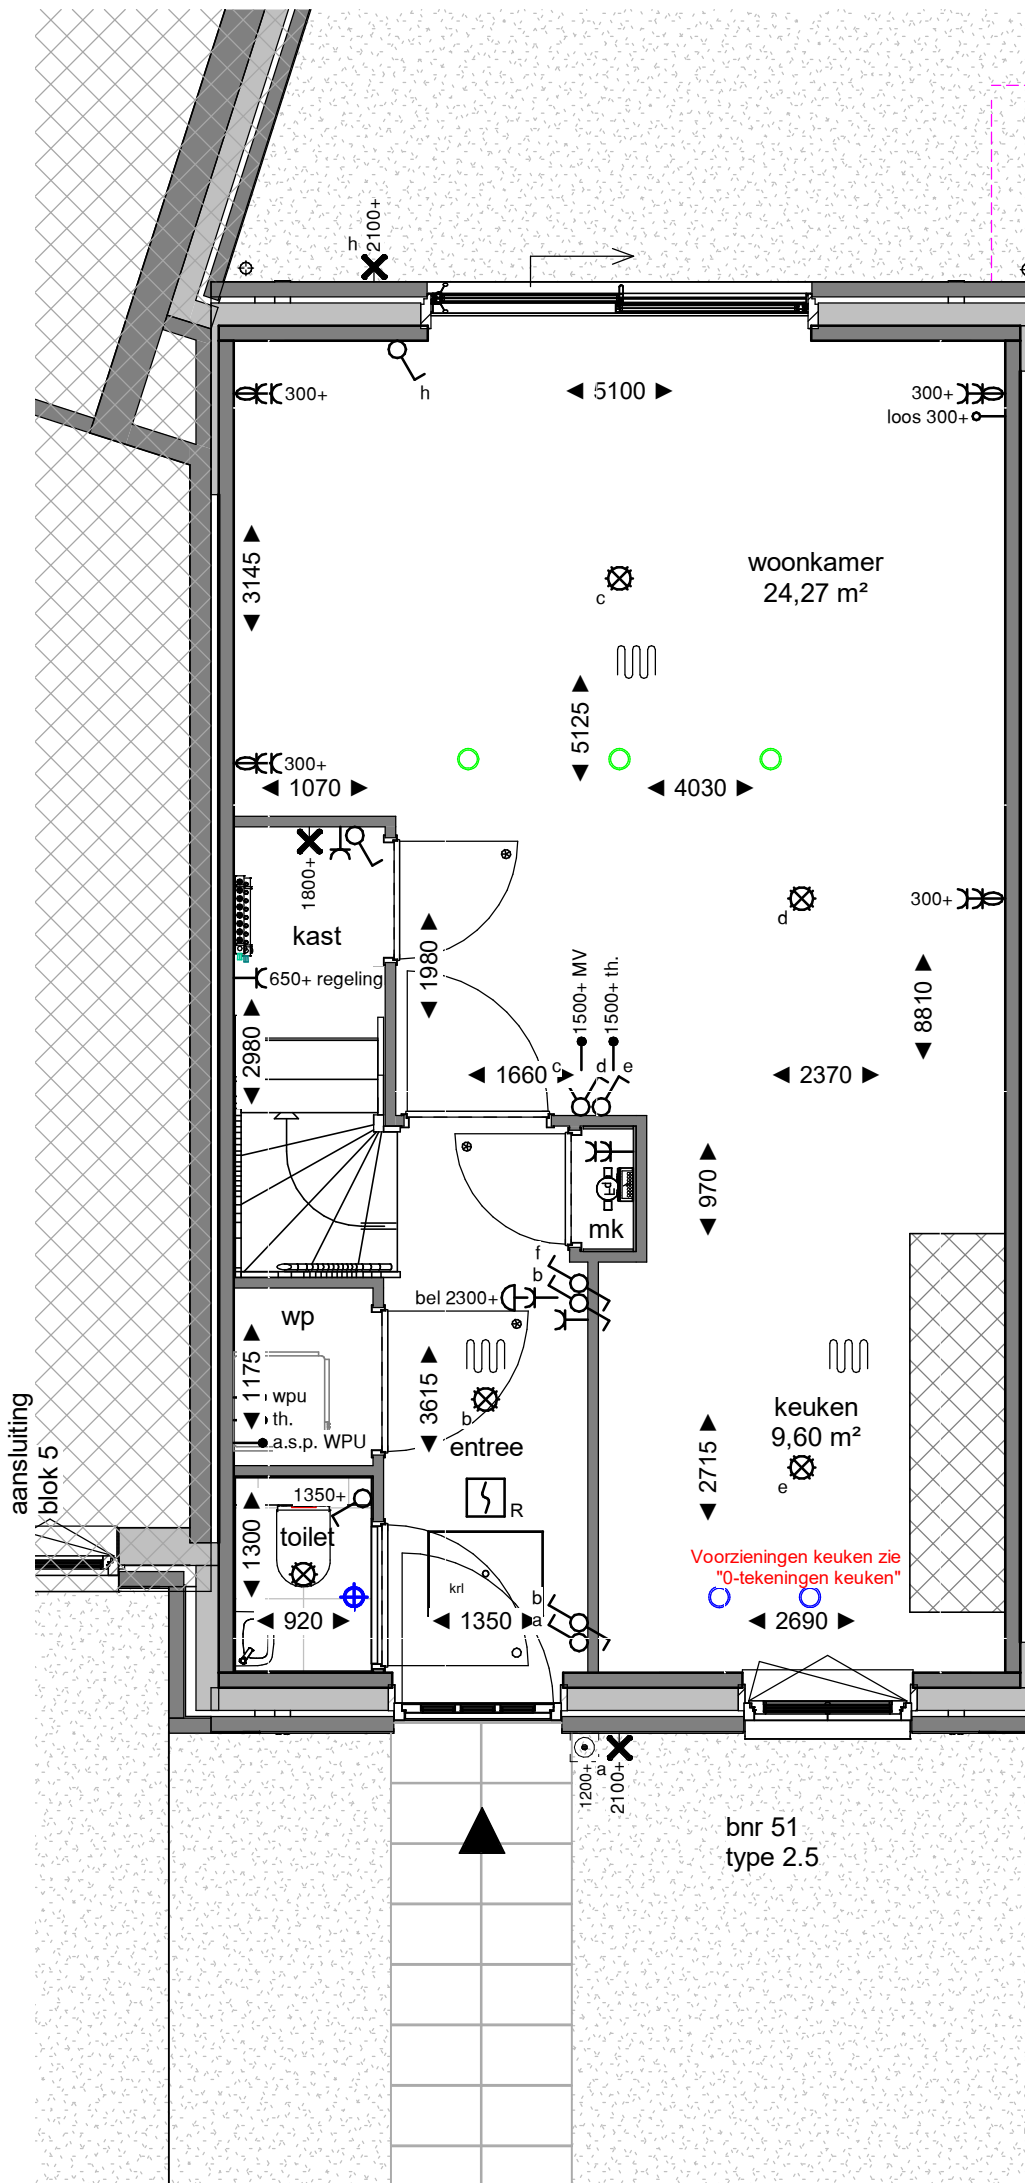 h
2100+
h
5100
300+
300+
loos 300+
3145
woonkamer
24,27 m²
c
5125
300+
1070
4030
1800+
kast
d
300+
1980
650+ regeling
1500+ MV
1500+ th.
8810
2980
c
d
e
1660
2370
970
mk
f
b
bel 2300+
wp
1175
wpu
th.
a.s.p. WPU
3615
b
entree
keuken
9,60 m²
e
2715
aansluiting
blok 5
1350+
R
1300
toilet
Voorzieningen keuken zie
"0-tekeningen keuken"
krl
b
a
920
1350
2690
a
1200+
2100+
bnr 51
type 2.5